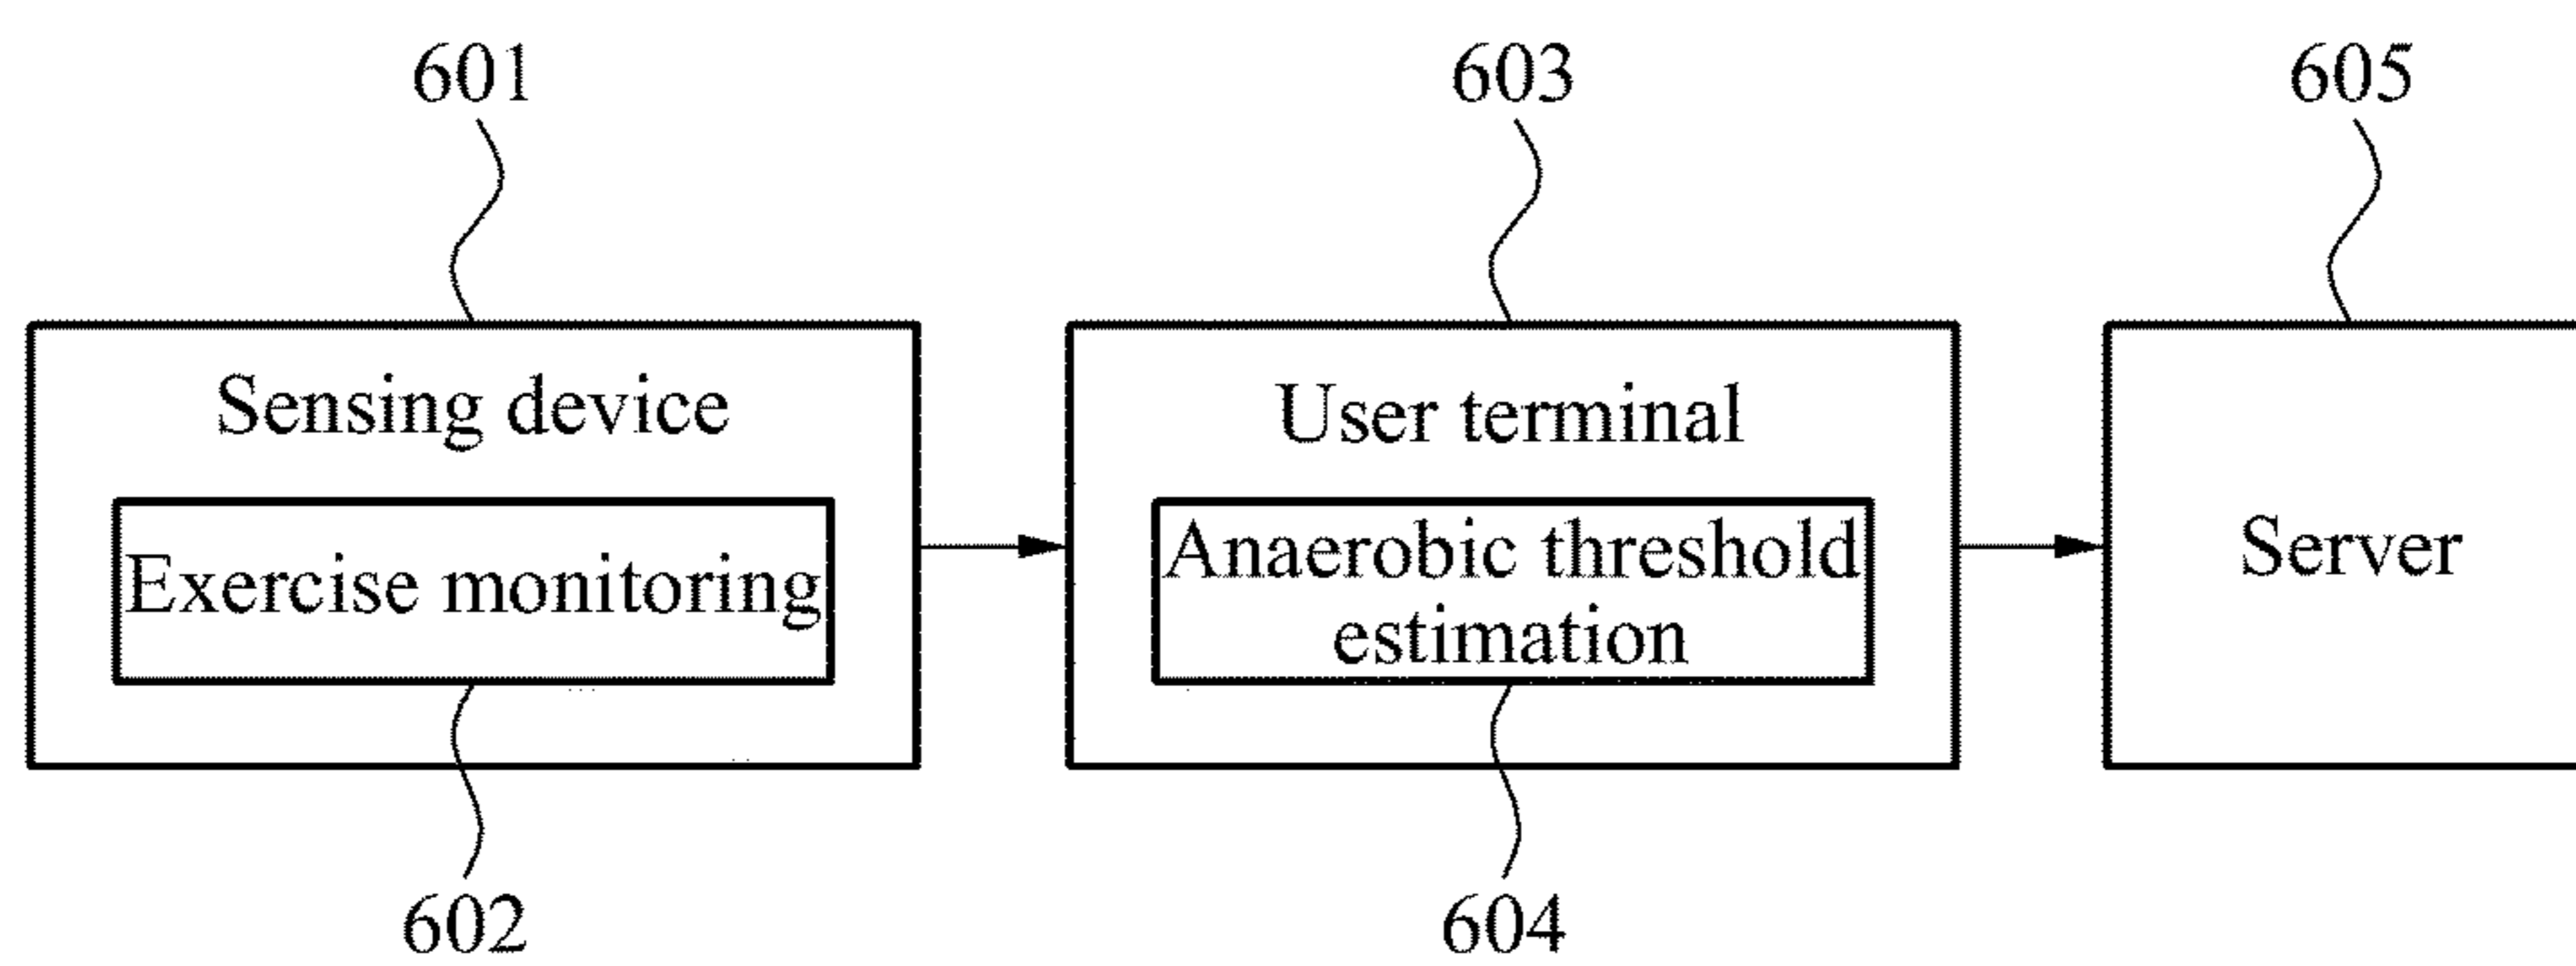 601
603
605
Sensing device
User terminal
Exercise monitoring
Anaerobic threshold
estimation
Server
602
604